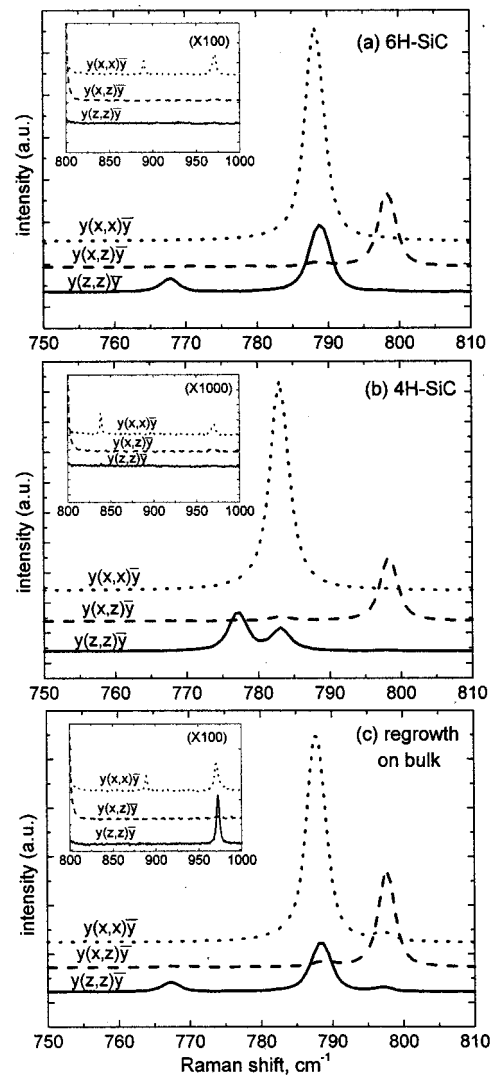 (a) 6H-SiC
(X100)
y(x,x)y̅
y(x,z)y̅
y(z,z)y̅
800 850 900 950 1000
intensity (a.u.)
y(x,x)y̅
y(x,z)y̅
y(z,z)y̅
750 760 770 780 790 800 810
(b) 4H-SiC
(X1000)
y(x,x)y̅
y(x,z)y̅
y(z,z)y̅
800 850 900 950 1000
intensity (a.u.)
y(x,x)y̅
y(x,z)y̅
y(z,z)y̅
750 760 770 780 790 800 810
(c) regrowth
on bulk
(X100)
y(x,x)y̅
y(x,z)y̅
y(z,z)y̅
800 850 900 950 1000
intensity (a.u.)
y(x,x)y̅
y(x,z)y̅
y(z,z)y̅
750 760 770 780 790 800 810
Raman shift, cm⁻¹